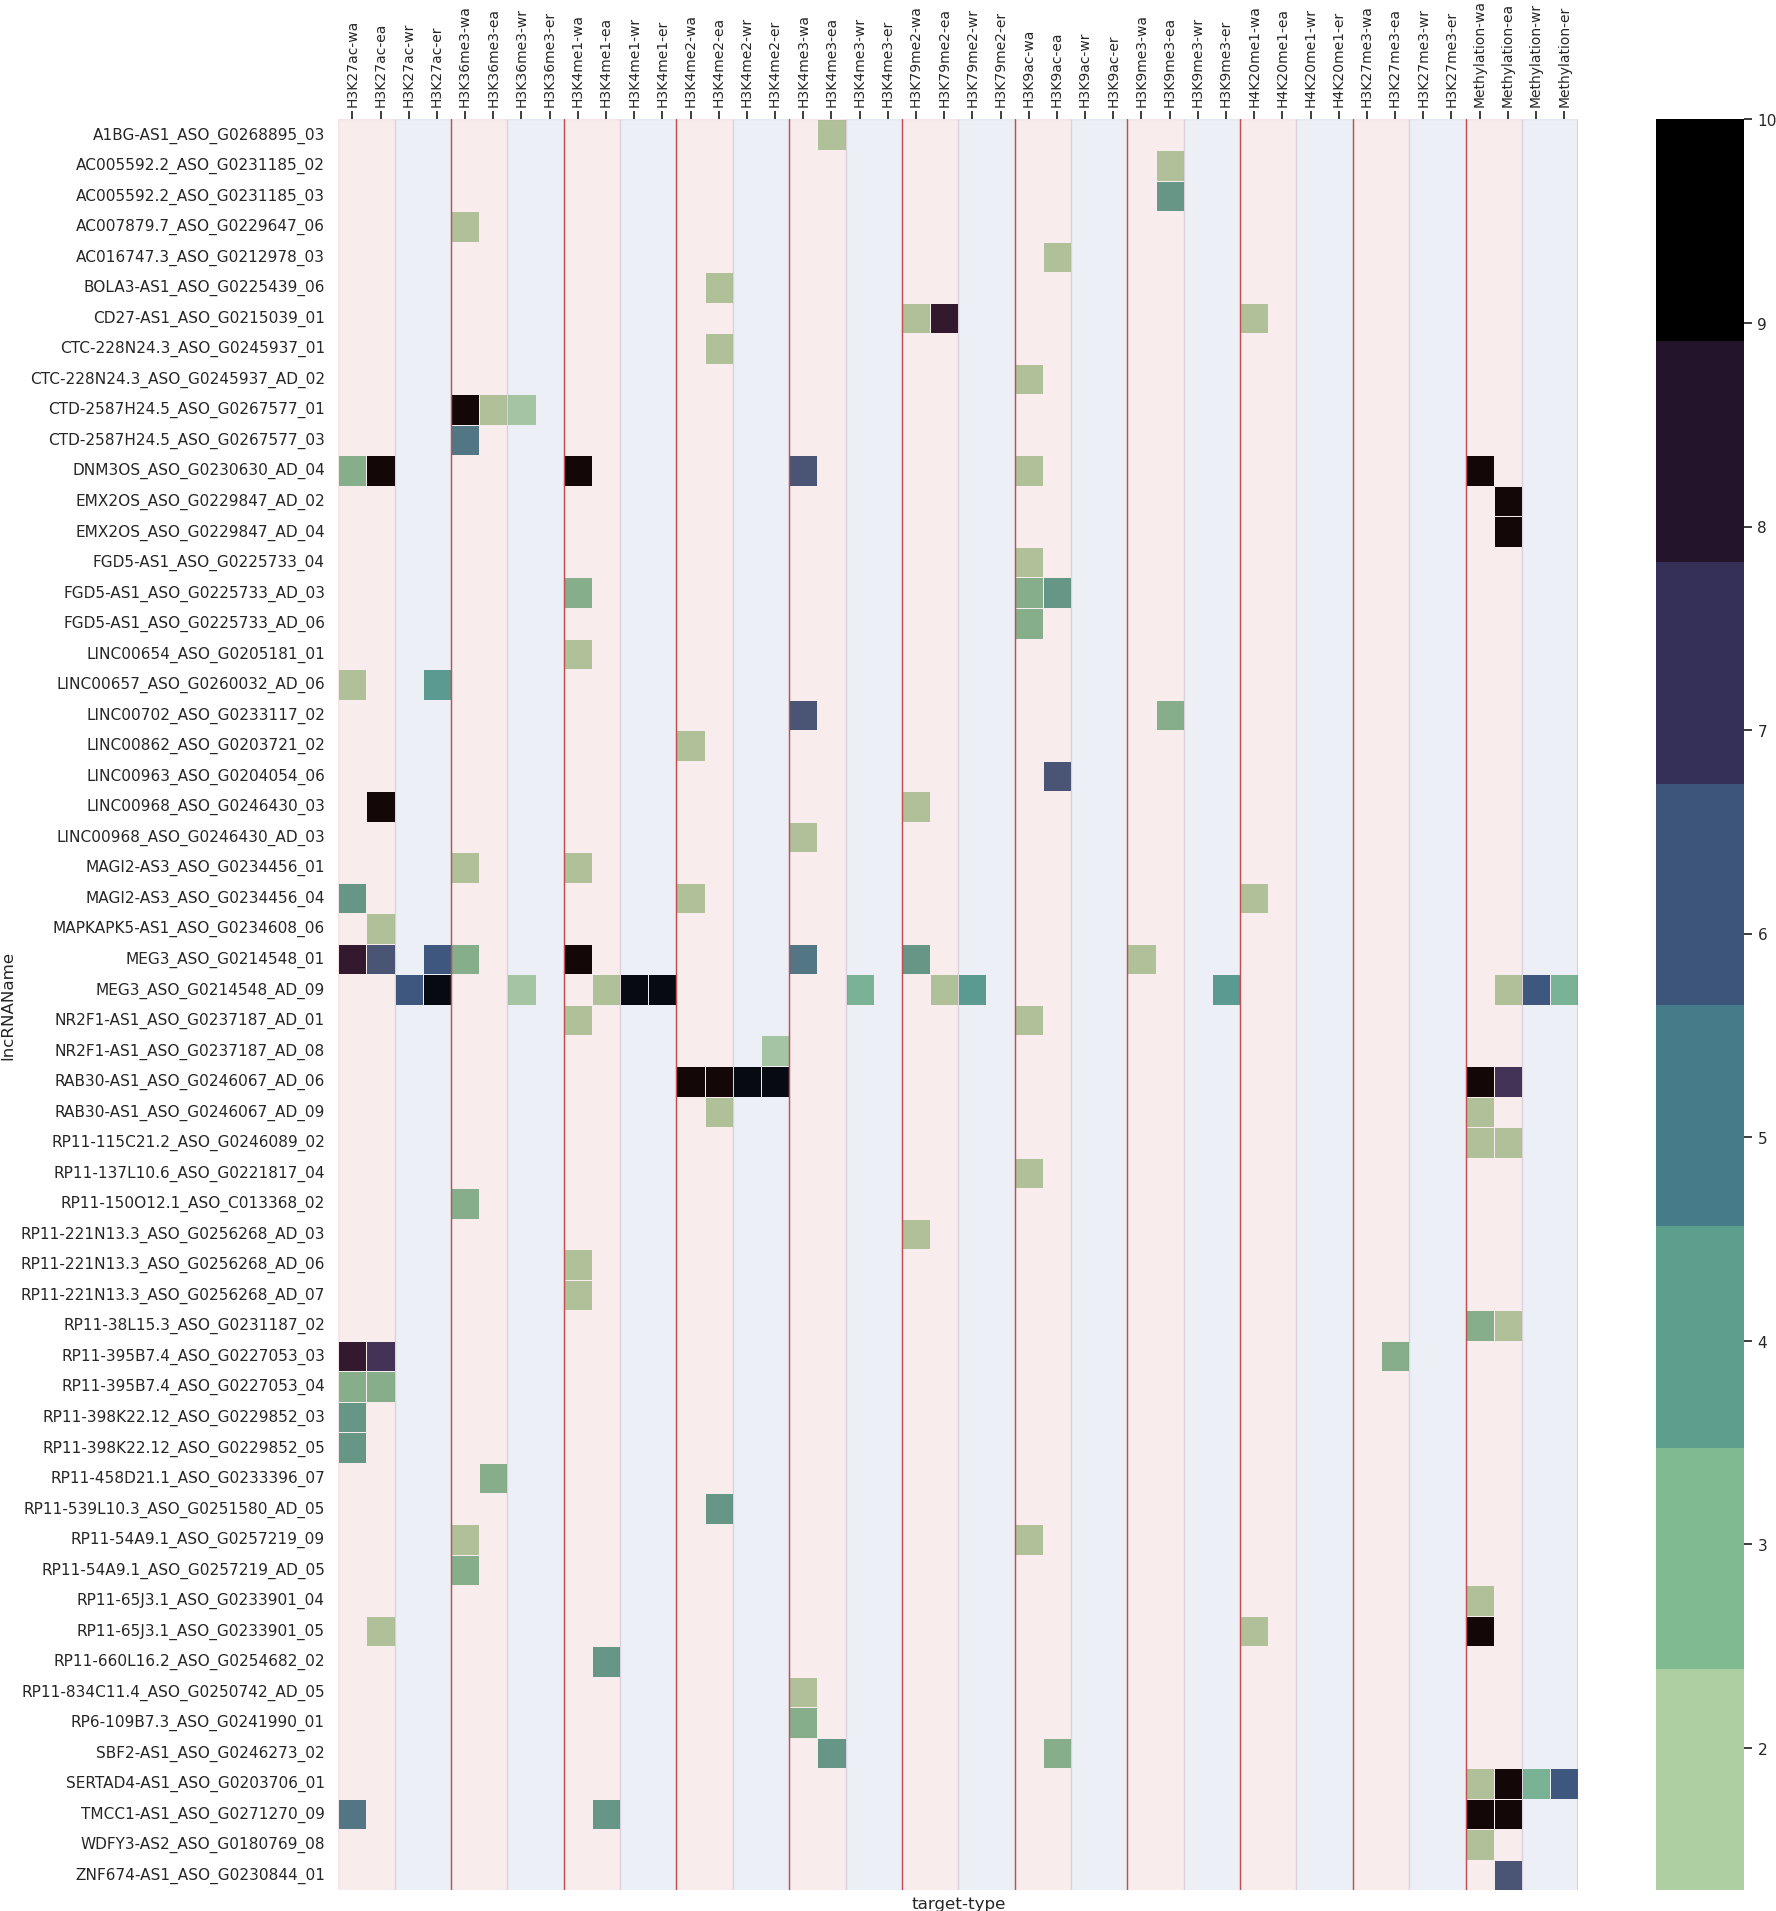 H3K27ac-wa
H3K27ac-ea
H3K27ac-wr
H3K27ac-er
H3K36me3-wa
H3K36me3-ea
H3K36me3-wr
H3K36me3-er
H3K4me1-wa
H3K4me1-ea
H3K4me1-wr
H3K4me1-er
H3K4me2-wa
H3K4me2-ea
H3K4me2-wr
H3K4me2-er
H3K4me3-wa
H3K4me3-ea
H3K4me3-wr
H3K4me3-er
H3K79me2-wa
H3K79me2-ea
H3K79me2-wr
H3K79me2-er
H3K9ac-wa
H3K9ac-ea
H3K9ac-wr
H3K9ac-er
H3K9me3-wa
H3K9me3-ea
H3K9me3-wr
H3K9me3-er
H4K20me1-wa
H4K20me1-ea
H4K20me1-wr
H4K20me1-er
H3K27me3-wa
H3K27me3-ea
H3K27me3-wr
H3K27me3-er
Methylation-wa
Methylation-ea
Methylation-wr
Methylation-er
A1BG-AS1_ASO_G0268895_03
AC005592.2_ASO_G0231185_02
AC005592.2_ASO_G0231185_03
AC007879.7_ASO_G0229647_06
AC016747.3_ASO_G0212978_03
BOLA3-AS1_ASO_G0225439_06
CD27-AS1_ASO_G0215039_01
CTC-228N24.3_ASO_G0245937_01
CTC-228N24.3_ASO_G0245937_AD_02
CTD-2587H24.5_ASO_G0267577_01
CTD-2587H24.5_ASO_G0267577_03
DNM3OS_ASO_G0230630_AD_04
EMX2OS_ASO_G0229847_AD_02
EMX2OS_ASO_G0229847_AD_04
FGD5-AS1_ASO_G0225733_04
FGD5-AS1_ASO_G0225733_AD_03
FGD5-AS1_ASO_G0225733_AD_06
LINC00654_ASO_G0205181_01
LINC00657_ASO_G0260032_AD_06
LINC00702_ASO_G0233117_02
LINC00862_ASO_G0203721_02
LINC00963_ASO_G0204054_06
LINC00968_ASO_G0246430_03
LINC00968_ASO_G0246430_AD_03
MAGI2-AS3_ASO_G0234456_01
MAGI2-AS3_ASO_G0234456_04
MAPKAPK5-AS1_ASO_G0234608_06
MEG3_ASO_G0214548_01
MEG3_ASO_G0214548_AD_09
NR2F1-AS1_ASO_G0237187_AD_01
NR2F1-AS1_ASO_G0237187_AD_08
RAB30-AS1_ASO_G0246067_AD_06
RAB30-AS1_ASO_G0246067_AD_09
RP11-115C21.2_ASO_G0246089_02
RP11-137L10.6_ASO_G0221817_04
RP11-150O12.1_ASO_C013368_02
RP11-221N13.3_ASO_G0256268_AD_03
RP11-221N13.3_ASO_G0256268_AD_06
RP11-221N13.3_ASO_G0256268_AD_07
RP11-38L15.3_ASO_G0231187_02
RP11-395B7.4_ASO_G0227053_03
RP11-395B7.4_ASO_G0227053_04
RP11-398K22.12_ASO_G0229852_03
RP11-398K22.12_ASO_G0229852_05
RP11-458D21.1_ASO_G0233396_07
RP11-539L10.3_ASO_G0251580_AD_05
RP11-54A9.1_ASO_G0257219_09
RP11-54A9.1_ASO_G0257219_AD_05
RP11-65J3.1_ASO_G0233901_04
RP11-65J3.1_ASO_G0233901_05
RP11-660L16.2_ASO_G0254682_02
RP11-834C11.4_ASO_G0250742_AD_05
RP6-109B7.3_ASO_G0241990_01
SBF2-AS1_ASO_G0246273_02
SERTAD4-AS1_ASO_G0203706_01
TMCC1-AS1_ASO_G0271270_09
WDFY3-AS2_ASO_G0180769_08
ZNF674-AS1_ASO_G0230844_01
lncRNAName
target-type
10
9
8
7
6
5
4
3
2